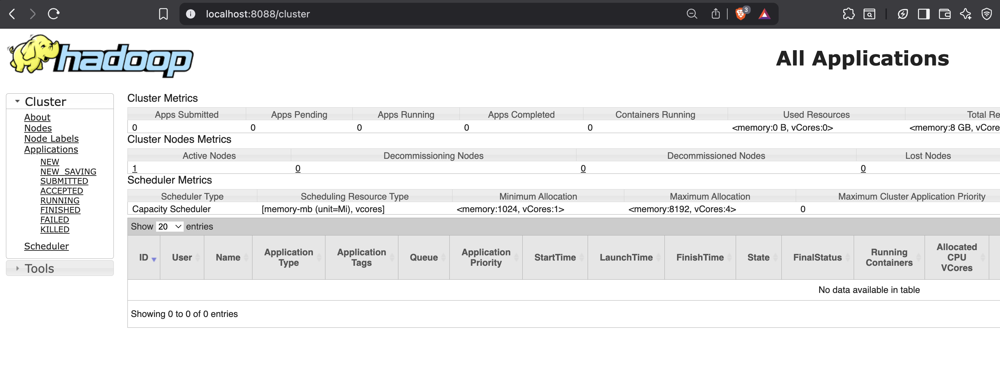 localhost:8088/cluster
3
hadoop
All Applications
Cluster
About
Nodes
Node Labels
Applications
NEW
NEW_SAVING
SUBMITTED
ACCEPTED
RUNNING
FINISHED
FAILED
KILLED
Scheduler
Tools
Cluster Metrics
Apps Submitted Apps Pending Apps Running Apps Completed Containers Running Used Resources Total Re
0 0 0 0 0 <memory:0 B, vCores:0> <memory:8 GB, vCore
Cluster Nodes Metrics
Active Nodes Decommissioning Nodes Decommissioned Nodes Lost Nodes
1 0 0 0
Scheduler Metrics
Scheduler Type Scheduling Resource Type Minimum Allocation Maximum Allocation Maximum Cluster Application Priority
Capacity Scheduler [memory-mb (unit=Mi), vcores] <memory:1024, vCores:1> <memory:8192, vCores:4> 0
Show 20 entries
ID User Name Application Type Application Tags Queue Application Priority StartTime LaunchTime FinishTime State FinalStatus Running Containers Allocated CPU VCores
No data available in table
Showing 0 to 0 of 0 entries